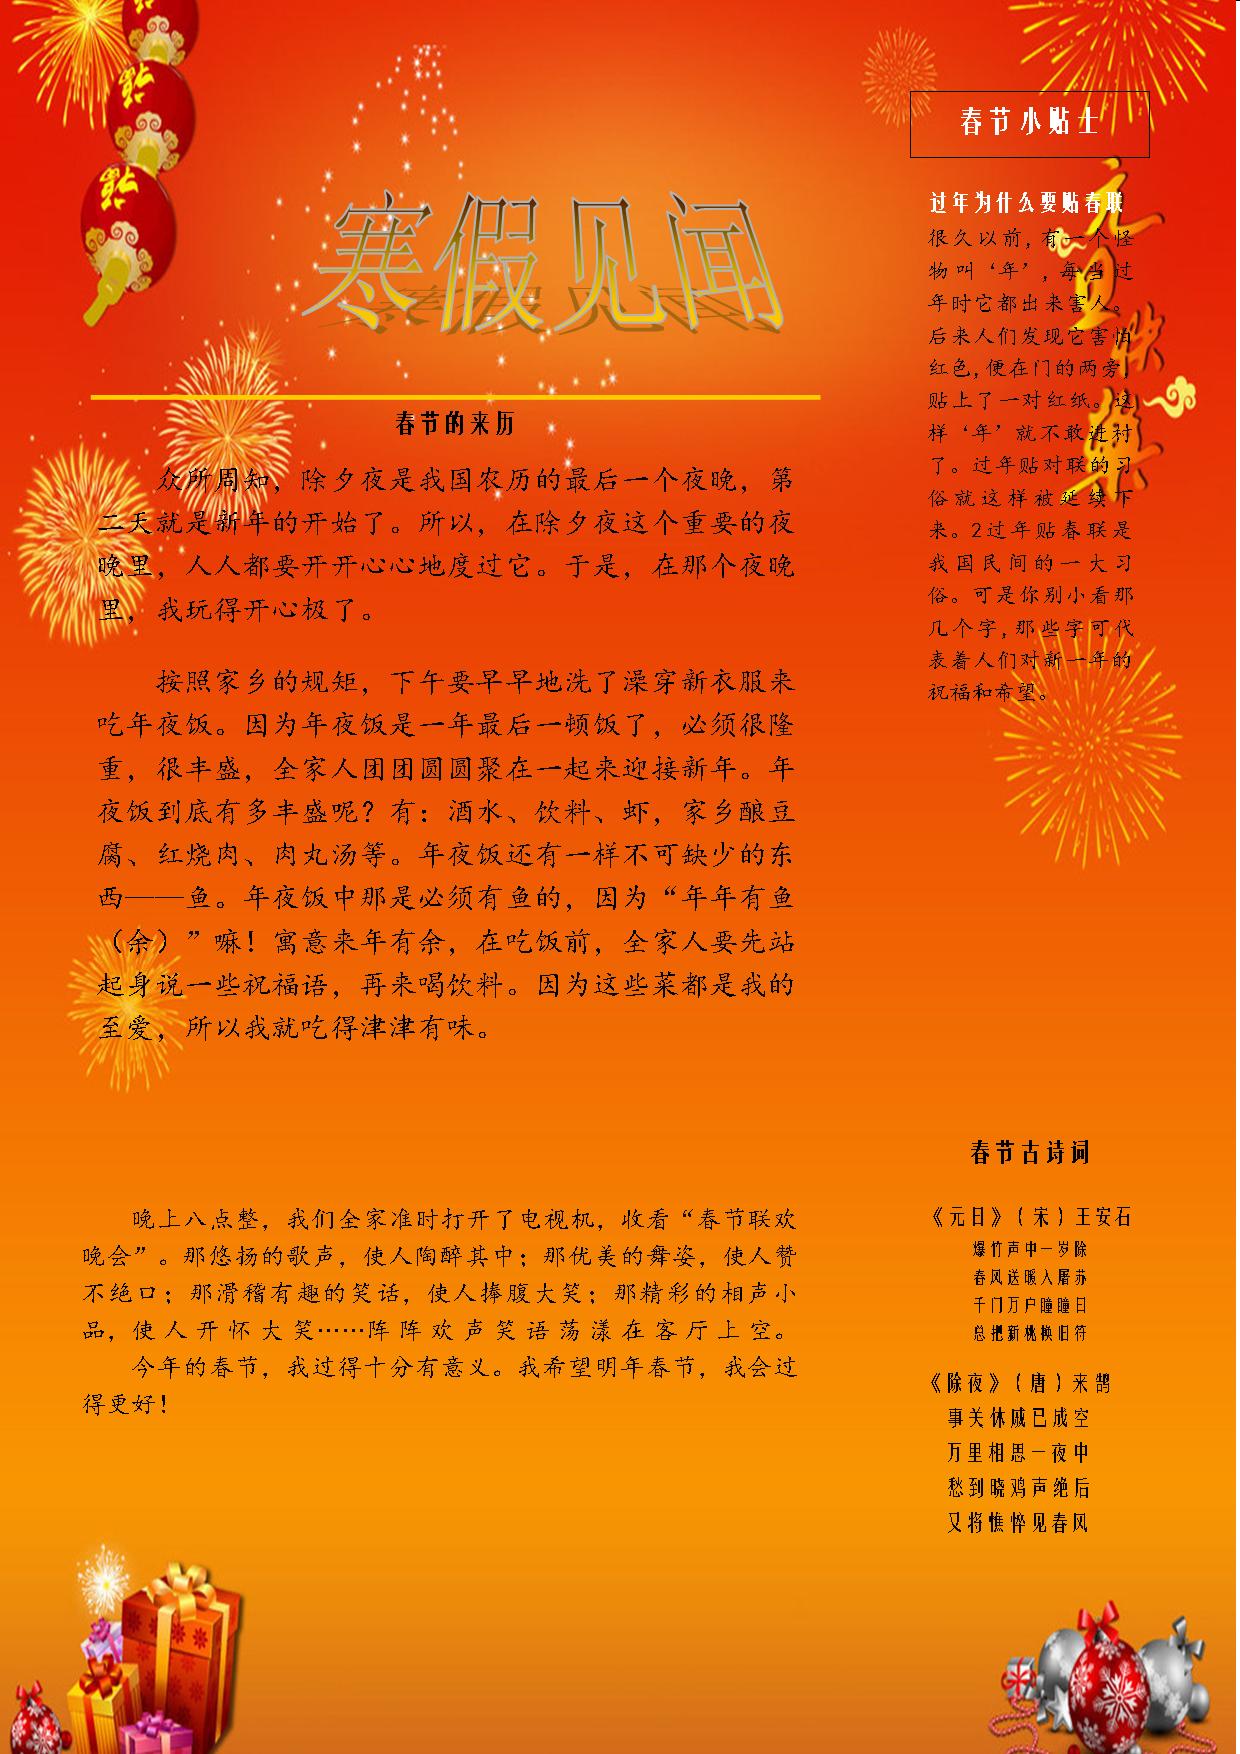 寒假见闻
春节的来历
众所周知，除夕夜是我国农历的最后一个夜晚，第
二天就是新年的开始了。所以，在除夕夜这个重要的夜
晚里，人人都要开开心心地度过它。于是，在那个夜晚
里，我玩得开心极了。
按照家乡的规矩，下午要早早地洗了澡穿新衣服来
吃年夜饭。因为年夜饭是一年最后一顿饭了，必须很隆
重，很丰盛，全家人团团圆圆聚在一起来迎接新年。年
夜饭到底有多丰盛呢？有：酒水、饮料、虾，家乡酿豆
腐、红烧肉、肉丸汤等。年夜饭还有一样不可缺少的东
西——鱼。年夜饭中那是必须有鱼的，因为“年年有鱼
（余）”嘛！寓意来年有余，在吃饭前，全家人要先站
起身说一些祝福语，再来喝饮料。因为这些菜都是我的
至爱，所以我就吃得津津有味。
晚上八点整，我们全家准时打开了电视机，收看“春节联欢
晚会”。那悠扬的歌声，使人陶醉其中；那优美的舞姿，使人赞
不绝口；那滑稽有趣的笑话，使人捧腹大笑；那精彩的相声小
品，使人开怀大笑……阵阵欢声笑语荡漾在客厅上空。
今年的春节，我过得十分有意义。我希望明年春节，我会过
得更好！
春节小贴士
过年为什么要贴春联
很久以前，有一个怪
物叫‘年’，每当过
年时它都出来害人。
后来人们发现它害怕
红色，便在门的两旁，
贴上了一对红纸。这
样‘年’就不敢进村
了。过年贴对联的习
俗就这样被延续下
来。2过年贴春联是
我国民间的一大习
俗。可是你别小看那
几个字，那些字可代
表着人们对新一年的
祝福和希望。
春节古诗词
《元日》（宋）王安石
爆竹声中一岁除
春风送暖入屠苏
千门万户曈曈日
总把新桃换旧符
《除夜》（唐）来鹄
事关休戚已成空
万里相思一夜中
愁到晓鸡声绝后
又将憔悴见春风